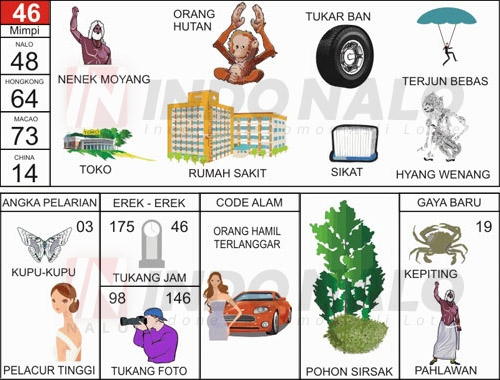 46
Mimpi
NALO
48
HONGKONG
64
MACAO
73
CHINA
14
NENEK MOYANG
ORANG
HUTAN
TUKAR BAN
TERJUN BEBAS
TOKO
RUMAH SAKIT
SIKAT
HYANG WENANG
INDONALO
ANGKA PELARIAN
03
KUPU-KUPU
PELACUR TINGGI
EREK - EREK
175 46
TUKANG JAM
98 146
TUKANG FOTO
CODE ALAM
ORANG HAMIL
TERLANGGAR
POHON SIRSAK
GAYA BARU
19
KEPITING
PAHLAWAN
INDONALO
NALO